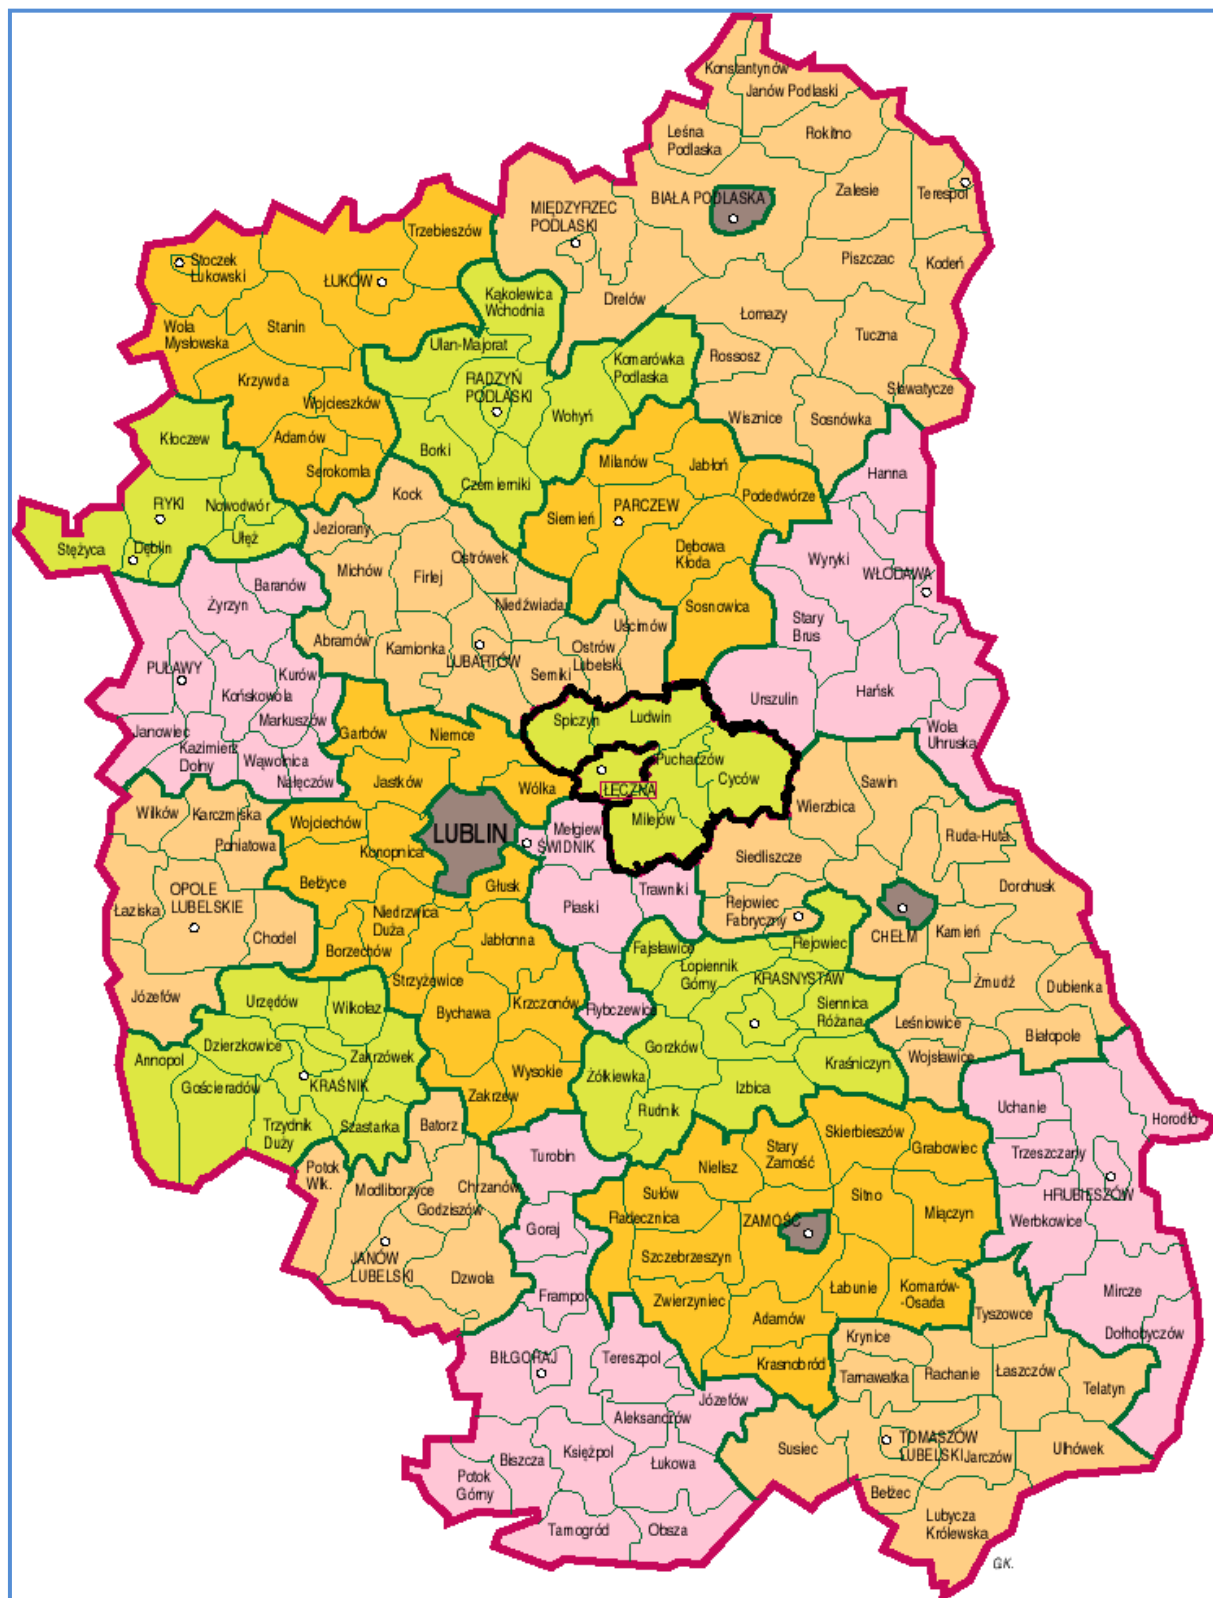 Konstantynów
Janów Podlaski
Leśna
Podlaska
Rokitno
BIAŁA PODLASKA
Zalesie
Terespol
MIĘDZYRZEC
PODLASKI
Trzebieszów
Stoczek
Łukowski
ŁUKÓW
Piszczac
Kodeń
Kąkolewica
Wchodnia
Drelów
Łomazy
Wola
Mysłowska
Stanin
Ulan-Majorat
Tuczna
Rossosz
Komarówka
Podlaska
RADZYŃ
PODLASKI
Krzywda
Wojcieszków
Sławatycze
Wohyń
Wisznice
Sosnówka
Kłoczew
Adamów
Borki
Serokomla
Milanów
Jabłoń
Hanna
Czemierniki
Podedwórze
Kock
RYKI
Nowodwór
PARCZEW
Siemień
Jeziorany
Ułęż
Stężyca
Dęblin
Dębowa
Kłoda
Ostrówek
Wyryki
WŁODAWA
Michów
Firlej
Baranów
Żyrzyn
Niedźwiada
Sosnowica
Stary
Brus
Uścimów
Abramów
Kamionka
LUBARTÓW
Ostrów
Lubelski
PUŁAWY
Kurów
Końskowola
Serniki
Urszulin
Hańsk
Markuszów
Spiczyn
Ludwin
Janowiec
Garbów
Niemce
Wola
Uhruska
Kazimierz
Dolny
Wąwolnica
Nałęczów
Puchaczów
Cyców
Jastków
Wólka
ŁĘCZNA
Sawin
Wierzbica
Wilków
Karczmiska
Poniatowa
Wojciechów
LUBLIN
Milejów
Mełgiew
ŚWIDNIK
Ruda-Huta
Konopnica
Siedliszcze
Bełżyce
Głusk
Trawniki
Dorohusk
OPOLE
LUBELSKIE
Piaski
Rejowiec
Fabryczny
Łaziska
Niedrzwica
Duża
CHEŁM
Kamień
Chodel
Borzechów
Jabłonna
Fajsławice
Rejowiec
Łopiennik
Górny
KRASNYSTAW
Strzyżewice
Żmudź
Dubienka
Józefów
Urzędów
Wilkołaz
Bychawa
Krzczonów
Rybczewice
Siennica
Różana
Leśniowice
Białopole
Annopol
Dzierzkowice
Zakrzówek
Gorzków
Wojsławice
Kraśniczyn
Gościeradów
KRAŚNIK
Wysokie
Żółkiewka
Izbica
Zakrzew
Rudnik
Uchanie
Horodło
Trzydnik
Duży
Szastarka
Batorz
Skierbieszów
Grabowiec
Trzeszczany
Stary
Zamość
Turobin
Nielisz
Potok
Wlk.
Modliborzyce
Chrzanów
Godziszów
Sułów
Sitno
HRUBIESZÓW
Radecznica
ZAMOŚĆ
Miączyn
Werbkowice
Goraj
JANÓW
LUBELSKI
Szczebrzeszyn
Dzwola
Frampol
Zwierzyniec
Łabunie
Komarów-
-Osada
Mircze
Adamów
Tyszowce
Dołhobyczów
Krynice
BIŁGORAJ
Tereszpol
Krasnobród
Tarnawatka
Rachanie
Łaszczów
Telatyn
Józefów
Aleksandrów
TOMASZÓW
LUBELSKI
Jarczów
Ulhówek
Susiec
Biszcza
Księżpol
Łukowa
Potok
Górny
Bełżec
Lubycza
Królewska
Tarnogród
Obsza
GK.